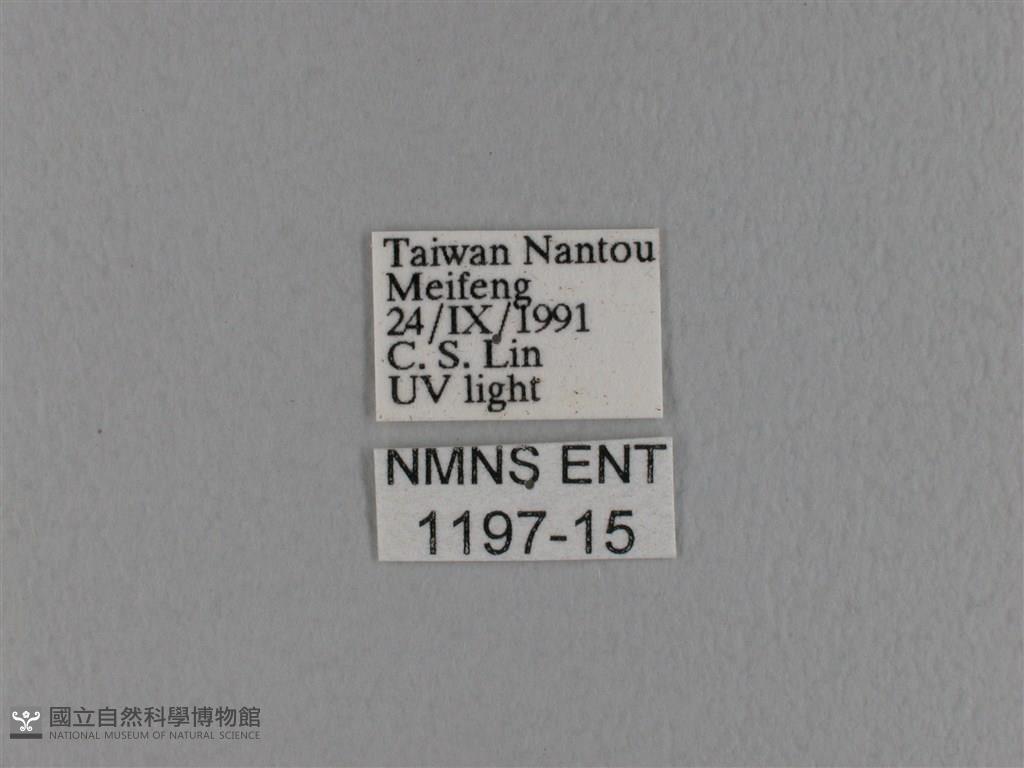 Taiwan Nantou
Meifeng
24/IX/1991
C. S. Lin
UV light
NMNS ENT
1197-15
國立自然科學博物館
NATIONAL MUSEUM OF NATURAL SCIENCE